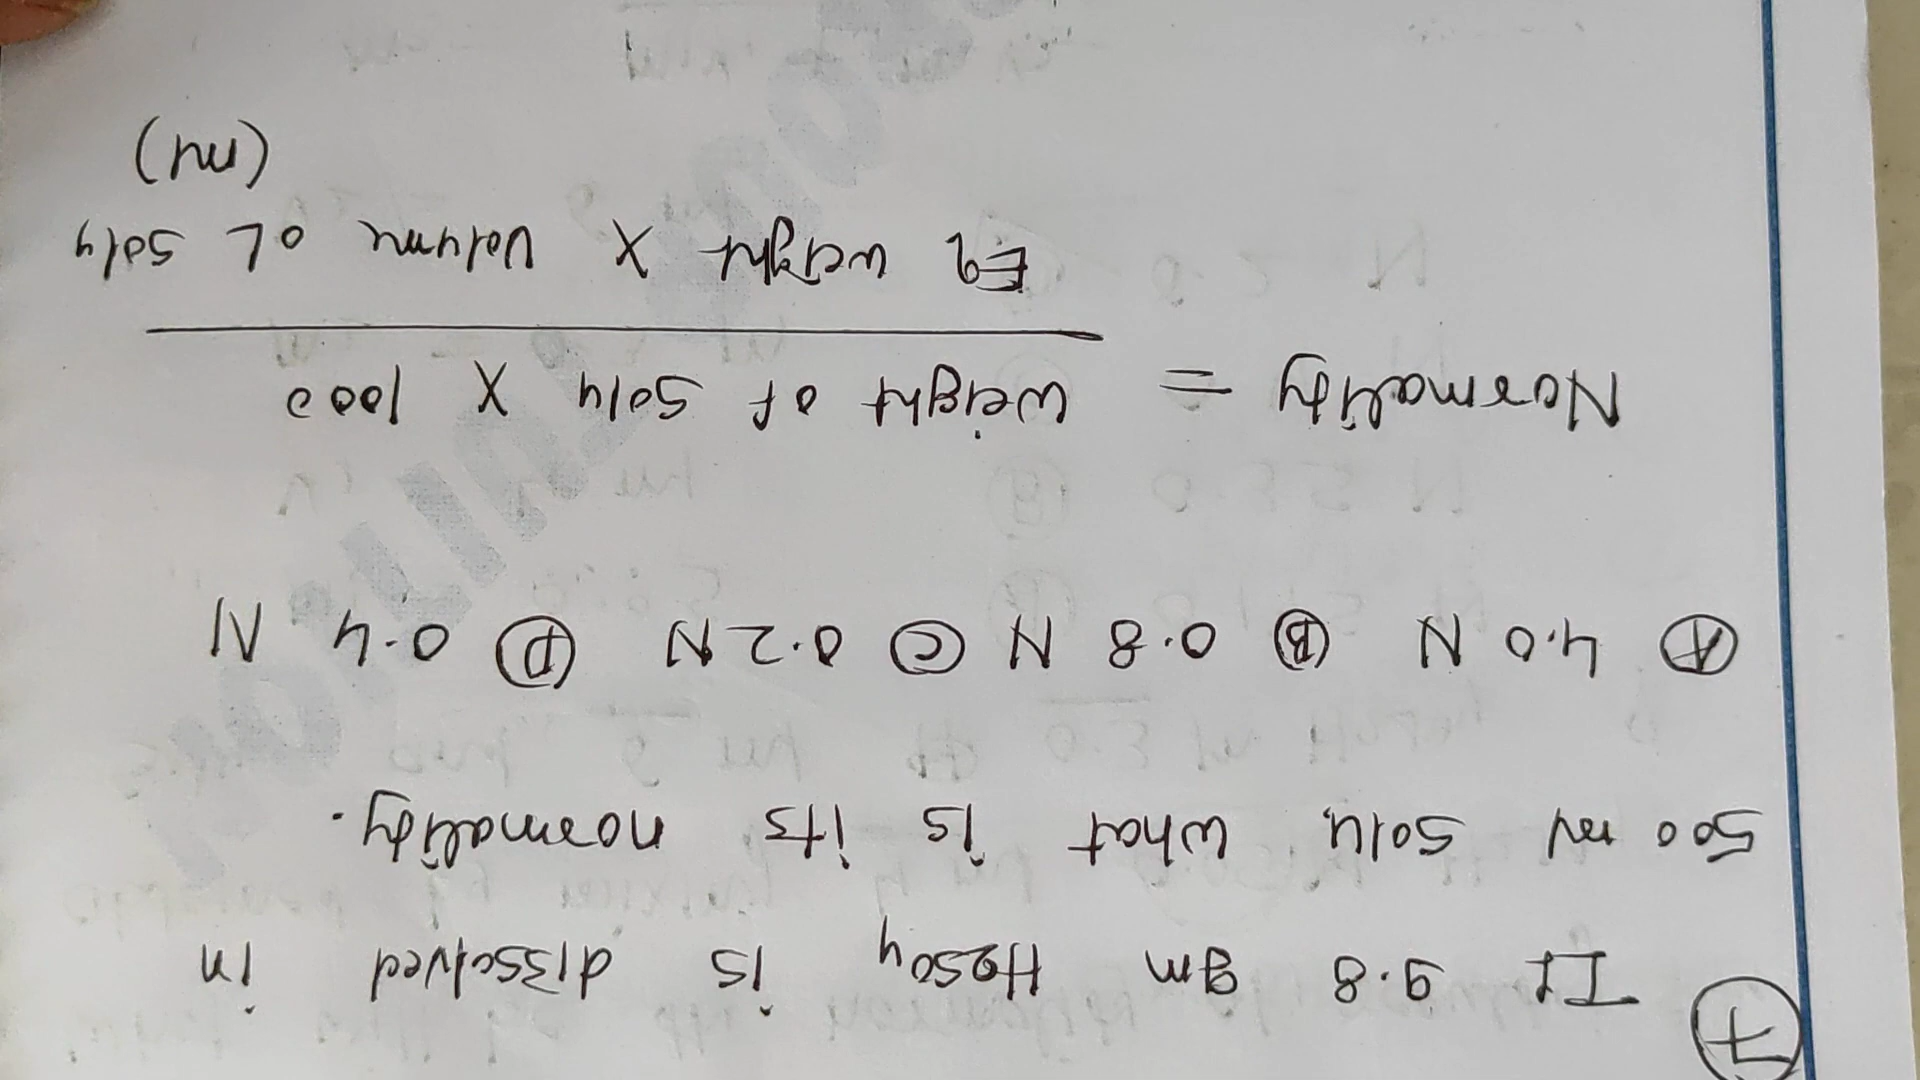 7 If 9.8 gm H2SO4 is dissolved in
500 ml soln, what is its normality.
A 4.0 N B 0.8 N C 0.2 N D 0.4 N
Normality = weight of soln X 1000
Eq weight X Volume of soln
(ml)